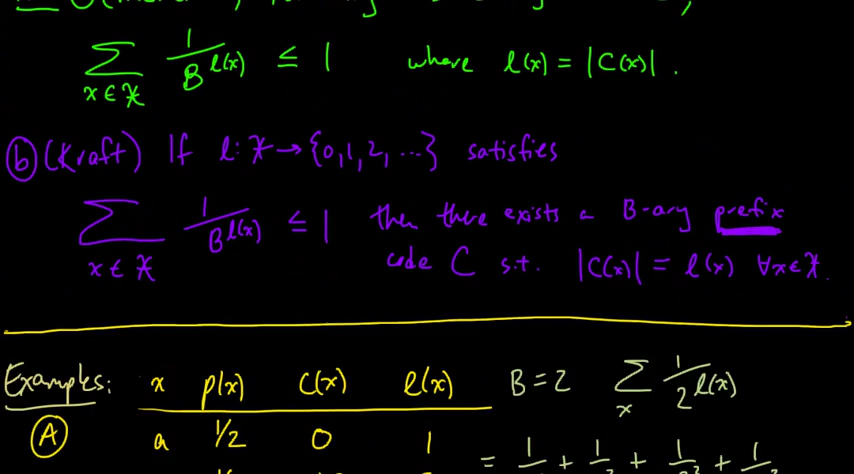 ∑_{x∈𝒳} 1/B^{l(x)} ≤ 1 where l(x) = |C(x)|.
ⓑ (Kraft) If l: 𝒳→{0,1,2,...} satisfies
∑_{x∈𝒳} 1/B^{l(x)} ≤ 1 then there exists a B-ary prefix
code C s.t. |C(x)| = l(x) ∀x∈𝒳.
Examples: x p(x) C(x) l(x) B=2 ∑_x 1/2^{l(x)}
Ⓐ a 1/2 0 1